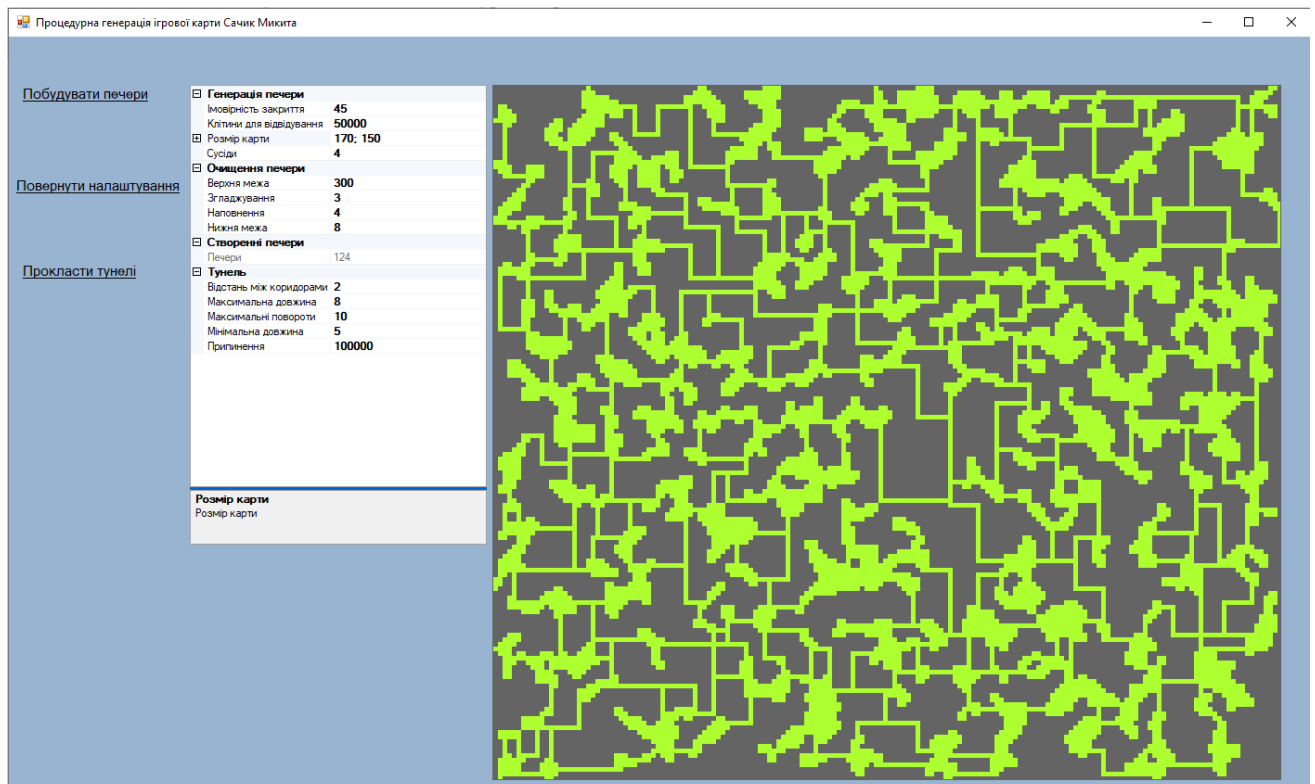 Процедурна генерація ігрової карти Сачик Микита
Побудувати печери
Повернути налаштування
Прокласти тунелі
Генерація печери
Імовірність закриття 45
Клітини для відвідування 50000
Розмір карти 170; 150
Сусіди 4
Очищення печери
Верхня межа 300
Згладжування 3
Наповнення 4
Нижня межа 8
Створенні печери
Печери 124
Тунель
Відстань між коридорами 2
Максимальна довжина 8
Максимальні повороти 10
Мінімальна довжина 5
Припинення 100000
Розмір карти
Розмір карти